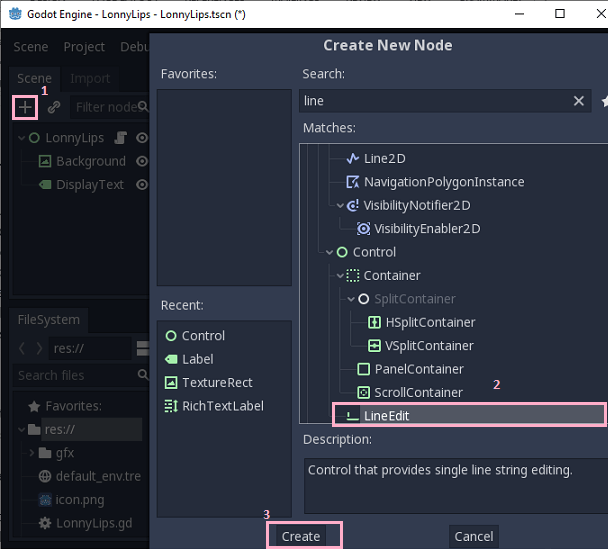 Godot Engine - LonnyLips - LonnyLips.tscn (*)
Scene Project
Scene Import
1
Filter node
LonnyLips
Background
DisplayText
FileSystem
res://
Search files
Favorites:
res://
gfx
default_env.tre
icon.png
LonnyLips.gd
Create New Node
Favorites:
Recent:
Control
Label
TextureRect
RichTextLabel
Search:
line
Matches:
Line2D
NavigationPolygonInstance
VisibilityNotifier2D
VisibilityEnabler2D
Control
Container
SplitContainer
HSplitContainer
VSplitContainer
PanelContainer
ScrollContainer
2
LineEdit
Description:
Control that provides single line string editing.
3
Create Cancel